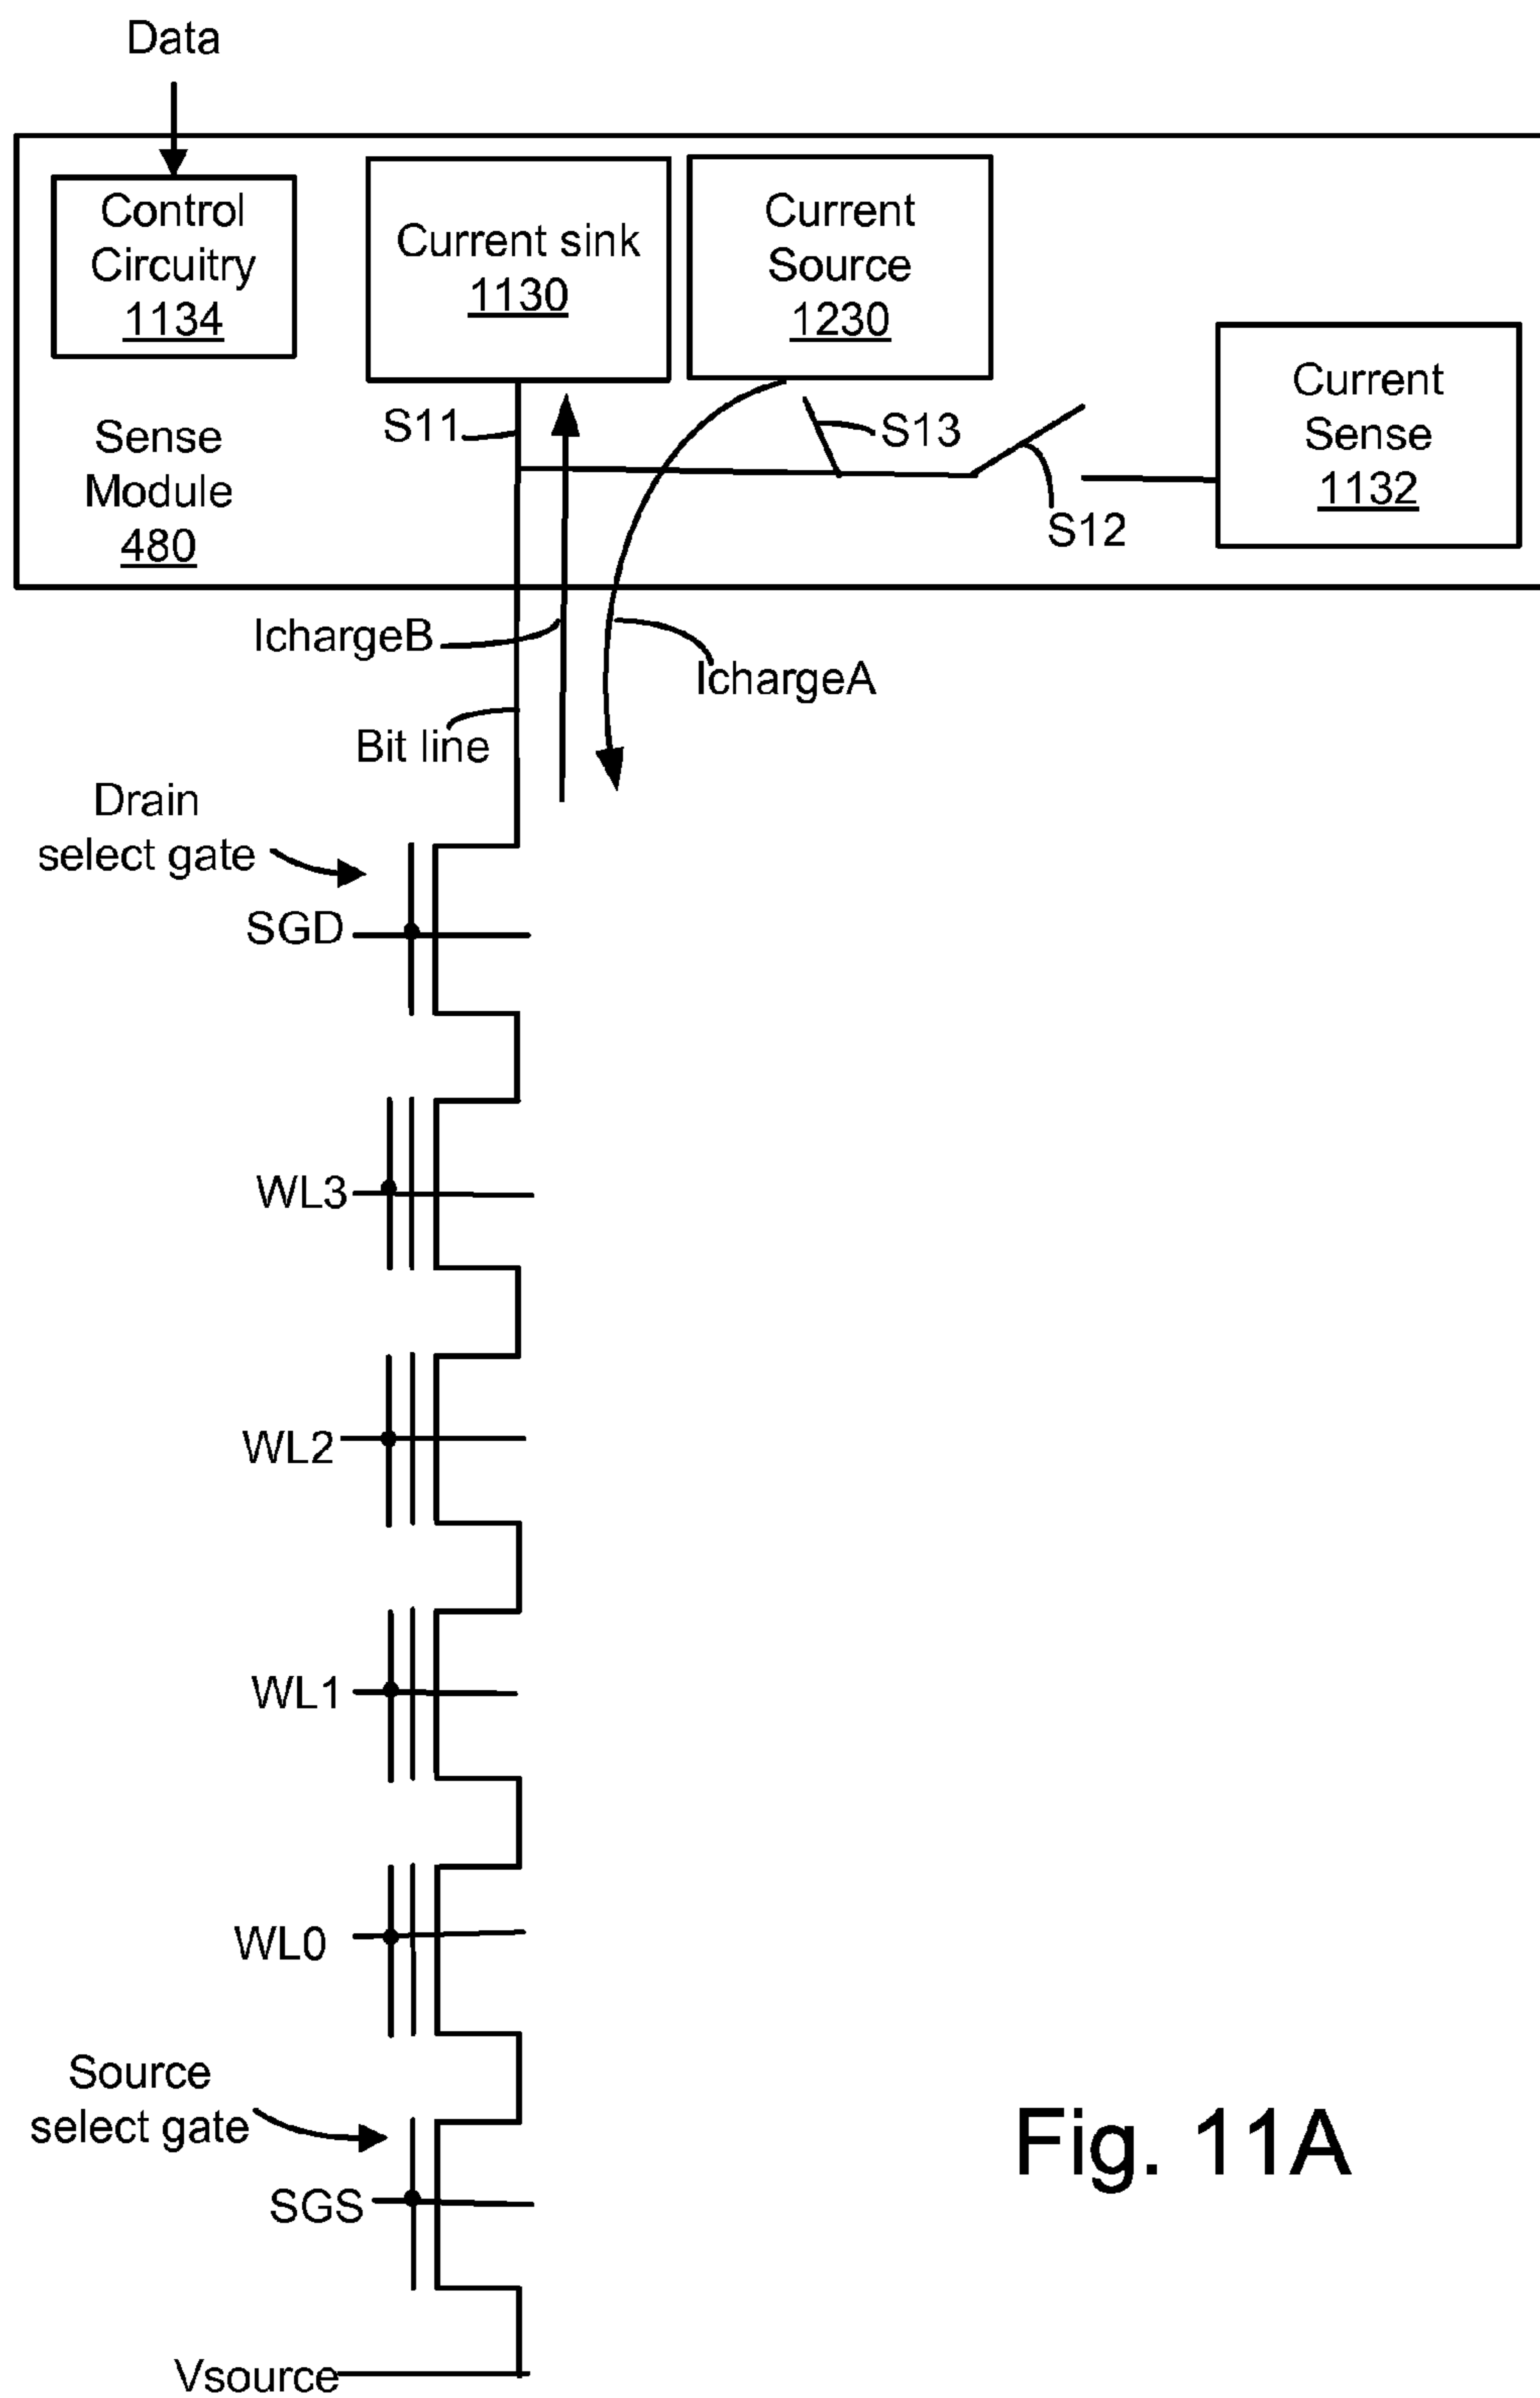 Data
Control
Circuitry
1134
Current sink
1130
Current
Source
1230
Current
Sense
1132
Sense
Module
480
S11
S13
S12
IchargeB
IchargeA
Bit line
Drain
select gate
SGD
WL3
WL2
WL1
WL0
Source
select gate
SGS
Vsource
Fig. 11A